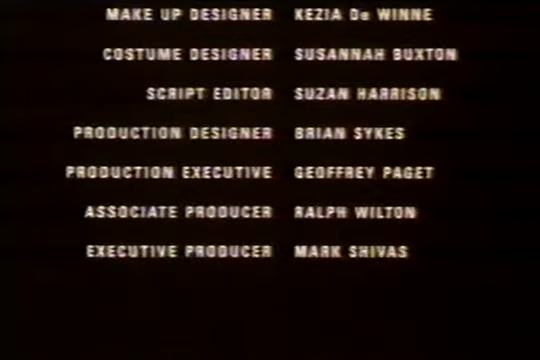 MAKE UP DESIGNER KEZIA De WINNE
COSTUME DESIGNER SUSANNAH BUXTON
SCRIPT EDITOR SUZAN HARRISON
PRODUCTION DESIGNER BRIAN SYKES
PRODUCTION EXECUTIVE GEOFFREY PAGET
ASSOCIATE PRODUCER RALPH WILTON
EXECUTIVE PRODUCER MARK SHIVAS